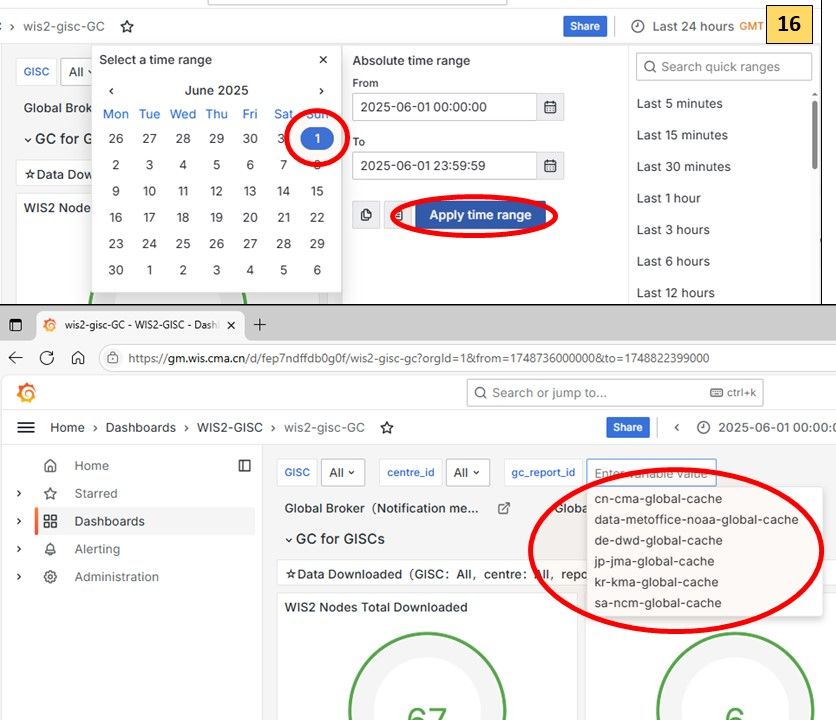 wis2-gisc-GC
Share
Last 24 hours GMT
16
GISC
All
Select a time range
Absolute time range
Search quick ranges
June 2025
From
Mon Tue Wed Thu Fri Sat Sun
2025-06-01 00:00:00
Last 5 minutes
Global Brok
26 27 28 29 30 1
GC for GI
Last 15 minutes
To
2 3 4 5 6 7 8
2025-06-01 23:59:59
Last 30 minutes
☆Data Dow
9 10 11 12 13 14 15
Last 1 hour
WIS2 Nodes
16 17 18 19 20 21 22
Apply time range
Last 3 hours
23 24 25 26 27 28 29
Last 6 hours
30 1 2 3 4 5 6
Last 12 hours
wis2-gisc-GC - WIS2-GISC - Dash
https://gm.wis.cma.cn/d/fep7ndffdb0g0f/wis2-gisc-gc?orgId=1&from=1748736000000&to=1748822399000
Search or jump to... ctrl+k
Home > Dashboards > WIS2-GISC > wis2-gisc-GC
Share
2025-06-01 00:00:0
Home
Starred
Dashboards
Alerting
Administration
GISC All centre_id All gc_report_id Enter variable value
cn-cma-global-cache
data-metoffice-noaa-global-cache
de-dwd-global-cache
jp-jma-global-cache
kr-kma-global-cache
sa-ncm-global-cache
Global Broker（Notification me...
Globa
GC for GISCs
☆Data Downloaded（GISC：All，centre：All，repo
WIS2 Nodes Total Downloaded
67
6